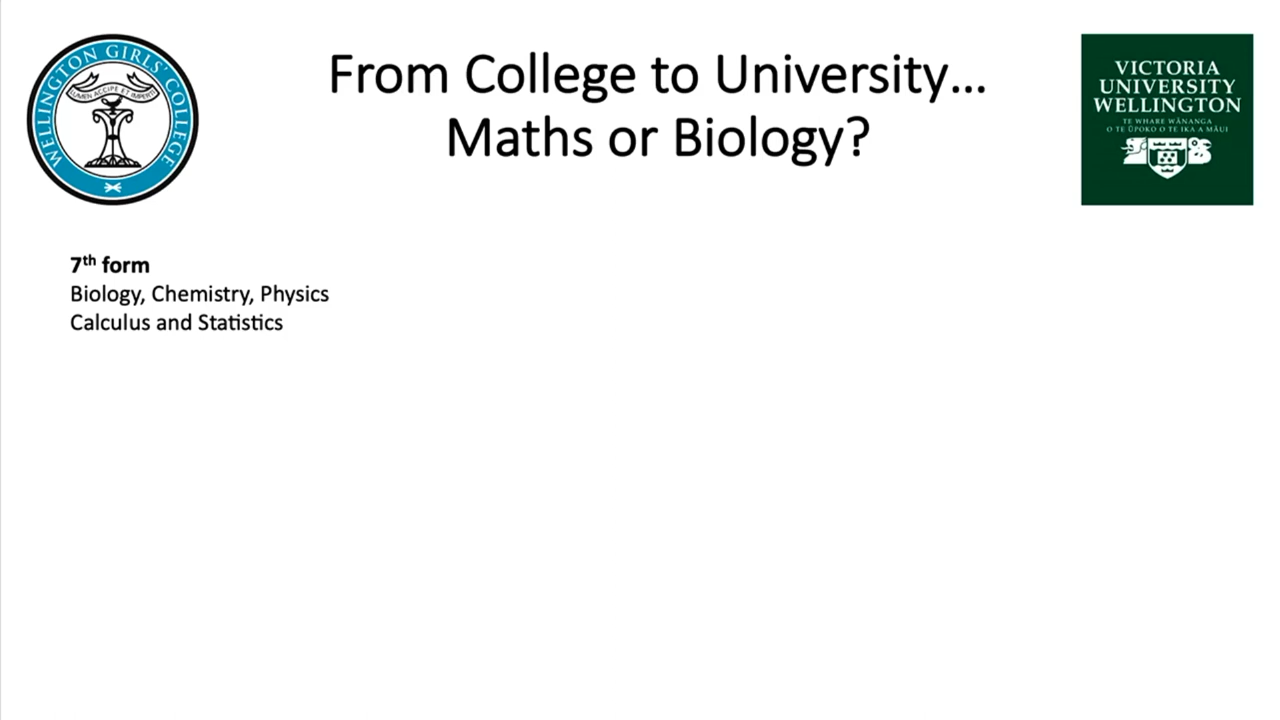 WELLINGTON GIRLS' COLLEGE
LUMEN ACCIPE ET IMPERTI
From College to University...
Maths or Biology?
VICTORIA
UNIVERSITY
WELLINGTON
TE WHARE WĀNANGA
O TE ŪPOKO O TE IKA A MĀUI
7th form
Biology, Chemistry, Physics
Calculus and Statistics